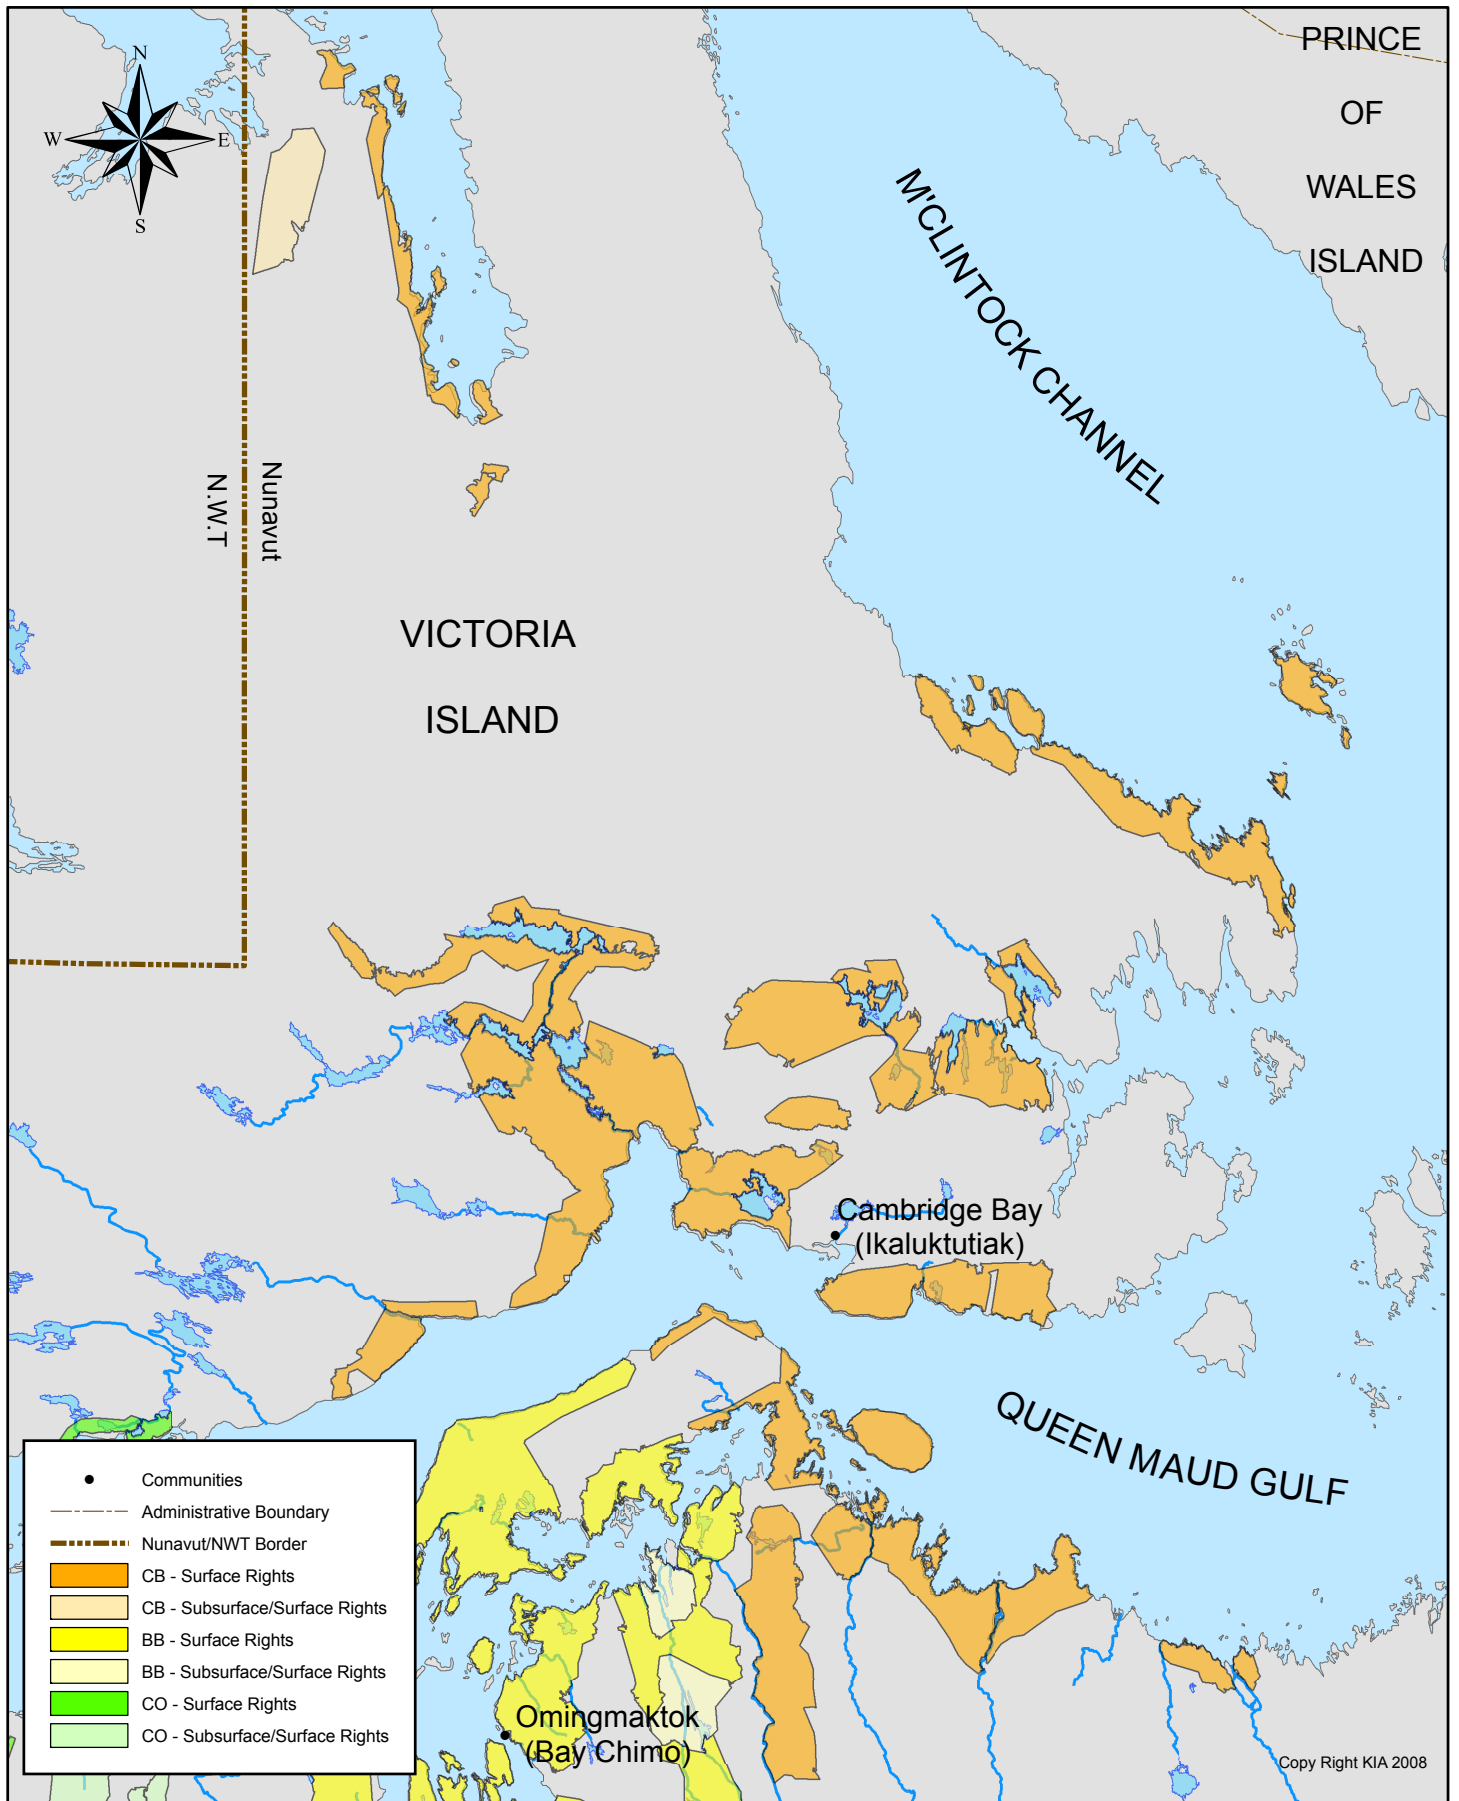 PRINCE
OF
WALES
ISLAND
N
W
E
S
M'CLINTOCK CHANNEL
Nunavut
N.W.T
VICTORIA
ISLAND
Cambridge Bay
(Ikaluktutiak)
QUEEN MAUD GULF
Communities
Administrative Boundary
Nunavut/NWT Border
CB - Surface Rights
CB - Subsurface/Surface Rights
BB - Surface Rights
BB - Subsurface/Surface Rights
CO - Surface Rights
CO - Subsurface/Surface Rights
Omingmaktok
(Bay Chimo)
Copy Right KIA 2008